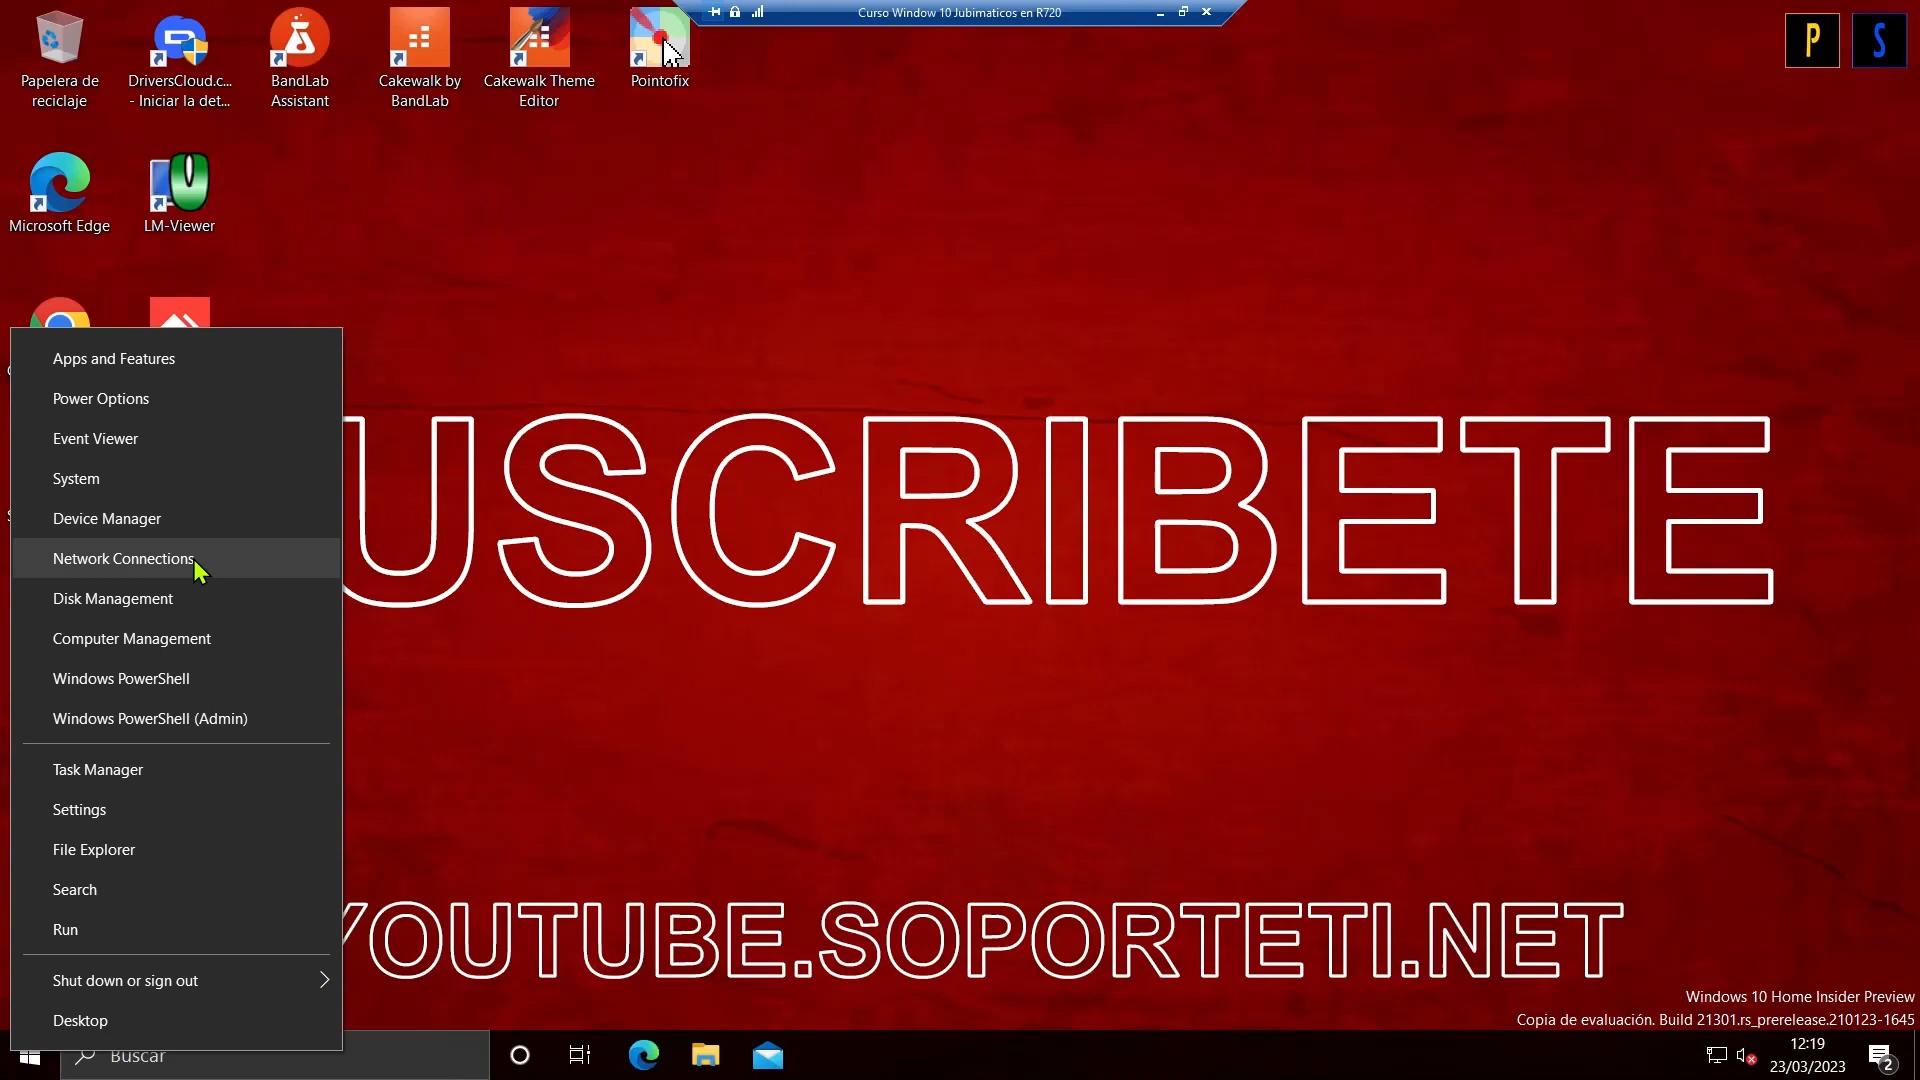 Curso Window 10 Jubimaticos en R720
P S
Papelera de
reciclaje
DriversCloud.c...
- Iniciar la det...
BandLab
Assistant
Cakewalk by
BandLab
Cakewalk Theme
Editor
Pointofix
Microsoft Edge
LM-Viewer
Apps and Features
Power Options
Event Viewer
System
Device Manager
Network Connections
Disk Management
Computer Management
Windows PowerShell
Windows PowerShell (Admin)
Task Manager
Settings
File Explorer
Search
Run
Shut down or sign out
Desktop
USCRIBETE
YOUTUBE.SOPORTETI.NET
Windows 10 Home Insider Preview
Copia de evaluación. Build 21301.rs_prerelease.210123-1645
Buscar
12:19
23/03/2023
2